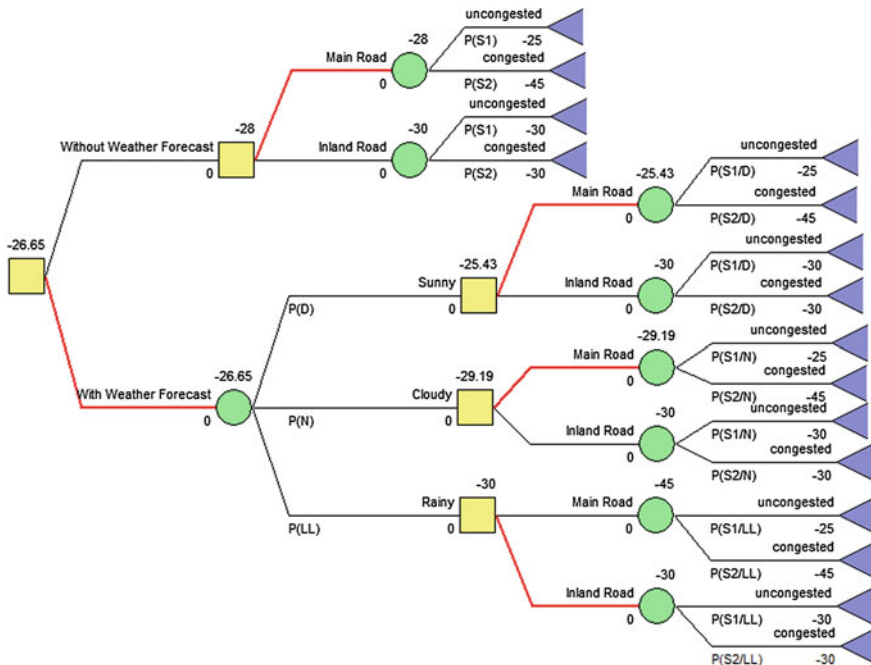 uncongested
-28
P(S1) -25
Main Road
congested
0
P(S2) -45
uncongested
-28
-30
P(S1) -30
Without Weather Forecast
Inland Road
congested
0
0
P(S2) -30
uncongested
-25.43
P(S1/D) -25
Main Road
congested
0
P(S2/D) -45
-26.65
uncongested
-25.43
-30
P(S1/D) -30
Sunny
Inland Road
congested
P(D)
0
0
P(S2/D) -30
uncongested
-29.19
P(S1/N) -25
Main Road
congested
-26.65
-29.19
0
P(S2/N) -45
With Weather Forecast
Cloudy
uncongested
0
P(N)
0
-30
P(S1/N) -30
Inland Road
congested
0
P(S2/N) -30
-30
-45
Rainy
Main Road
uncongested
P(LL)
0
0
P(S1/LL) -25
congested
-30
P(S2/LL) -45
Inland Road
uncongested
0
P(S1/LL) -30
congested
P(S2/LL) -30